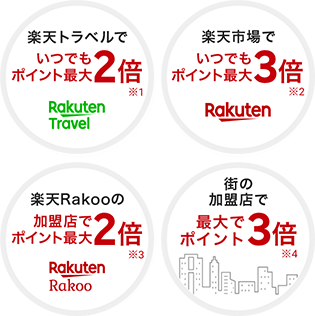 楽天トラベルで
いつでも
ポイント最大2倍
※1
Rakuten
Travel
楽天市場で
いつでも
ポイント最大3倍
※2
Rakuten
楽天Rakooの
加盟店で
ポイント最大2倍
※3
Rakuten
Rakoo
街の
加盟店で
最大で
ポイント3倍
※4